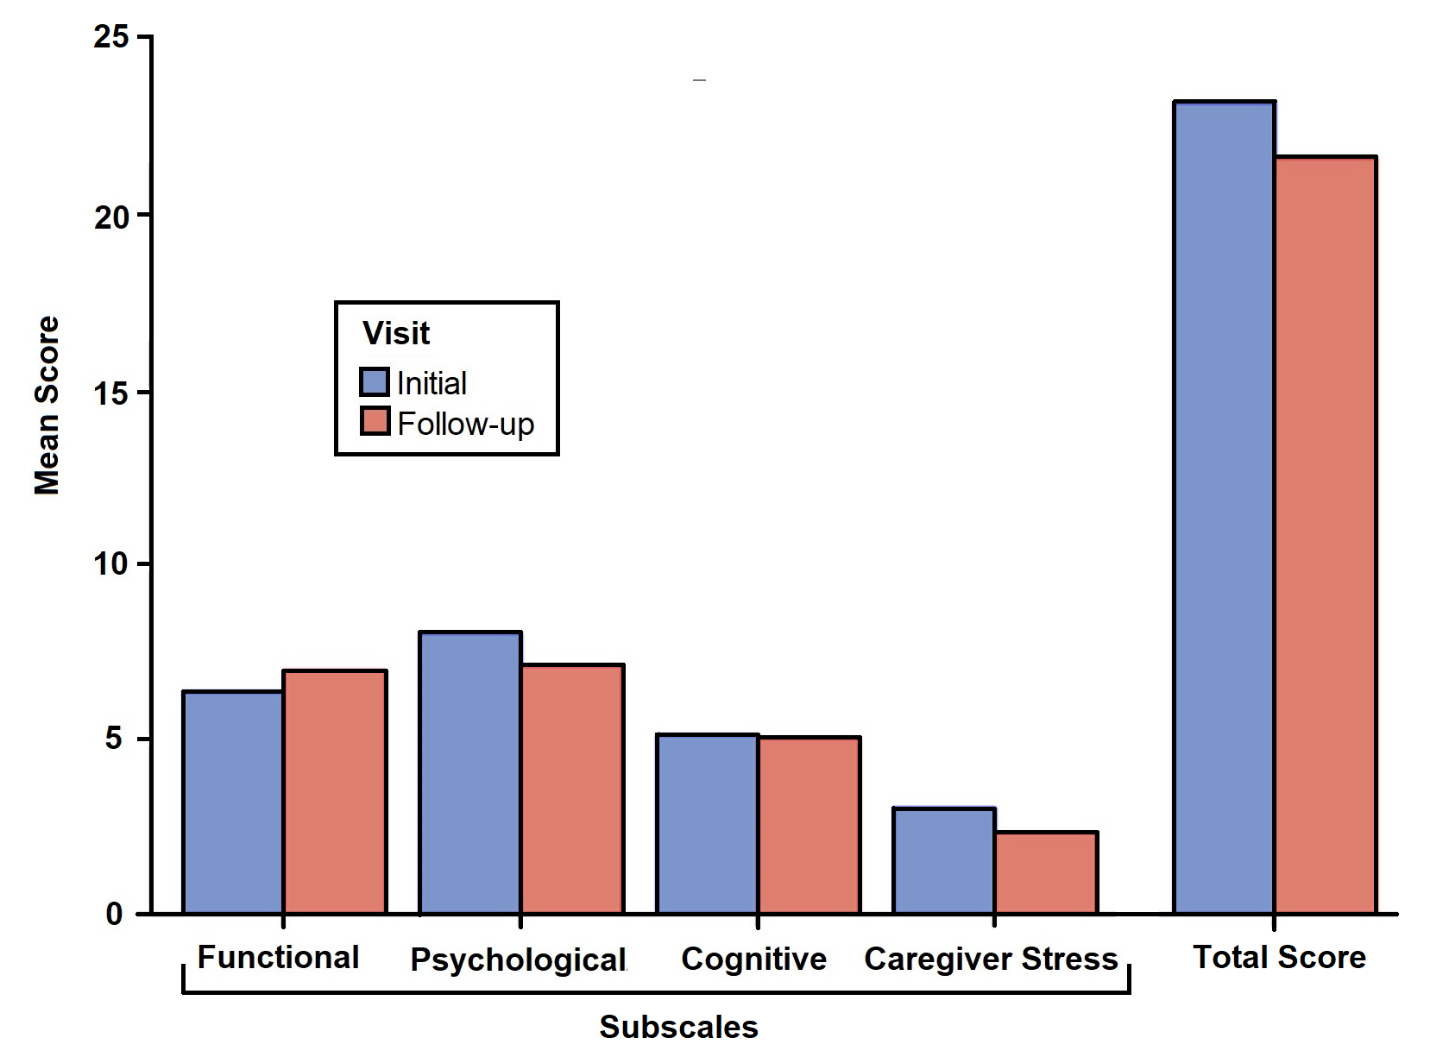 25
20
15
10
5
0
Mean Score
Visit
Initial
Follow-up
Functional
Psychological
Cognitive
Caregiver Stress
Total Score
Subscales